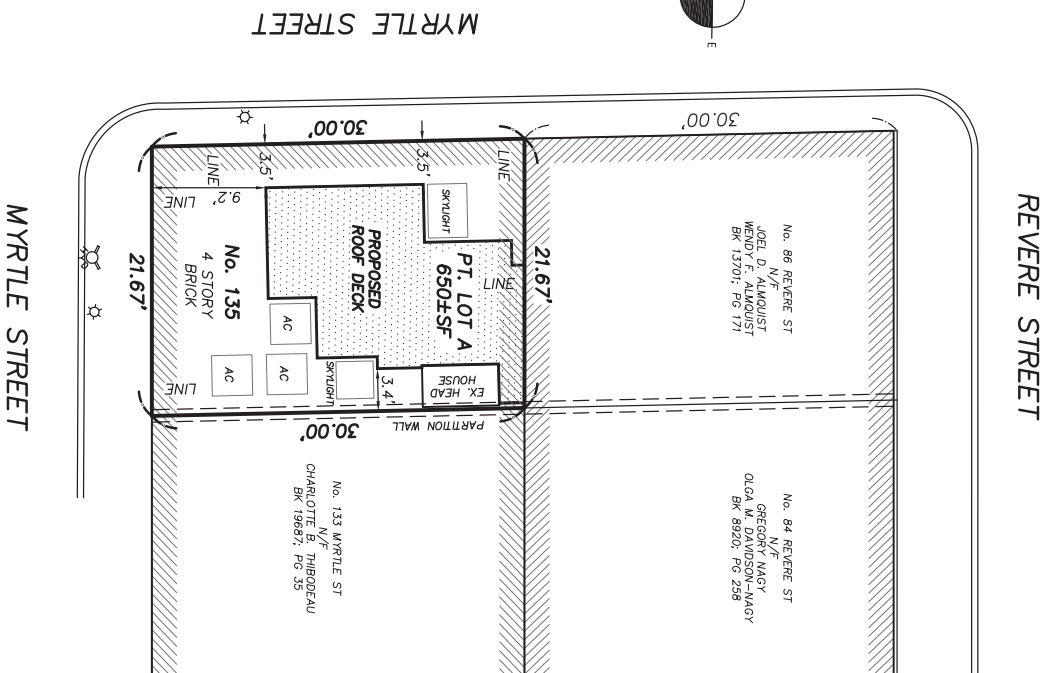 MYRTLE STREET
E
MYRTLE STREET
REVERE STREET
30.00'
30.00'
3.5'
3.5'
LINE
LINE
LINE
9.2'
SKYLIGHT
PROPOSED
ROOF DECK
PT. LOT A
650±SF
LINE
21.67'
21.67'
No. 135
4 STORY
BRICK
AC
AC
AC
LINE
SKYLIGHT
3.4'
EX. HEAD
HOUSE
30.00'
PARTITION WALL
No. 86 REVERE ST
N/F
JOEL D. ALMQUIST
WENDY F. ALMQUIST
BK 13701; PG 171
No. 133 MYRTLE ST
N/F
CHARLOTTE B. THIBODEAU
BK 19687; PG 35
No. 84 REVERE ST
N/F
GREGORY NAGY
OLGA M. DAVIDSON-NAGY
BK 8920; PG 258